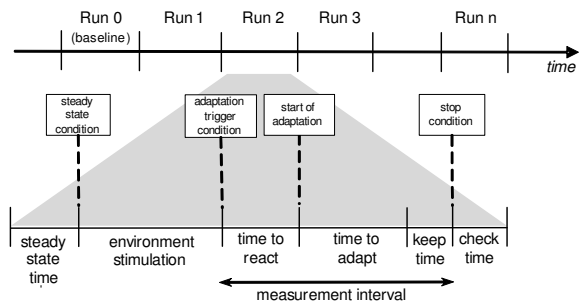 Run 0
(baseline)
Run 1
Run 2
Run 3
Run n
time
steady
state
condition
adaptation
trigger
condition
start of
adaptation
stop
condition
steady
state
time
environment
stimulation
time to
react
time to
adapt
keep
time
check
time
measurement interval